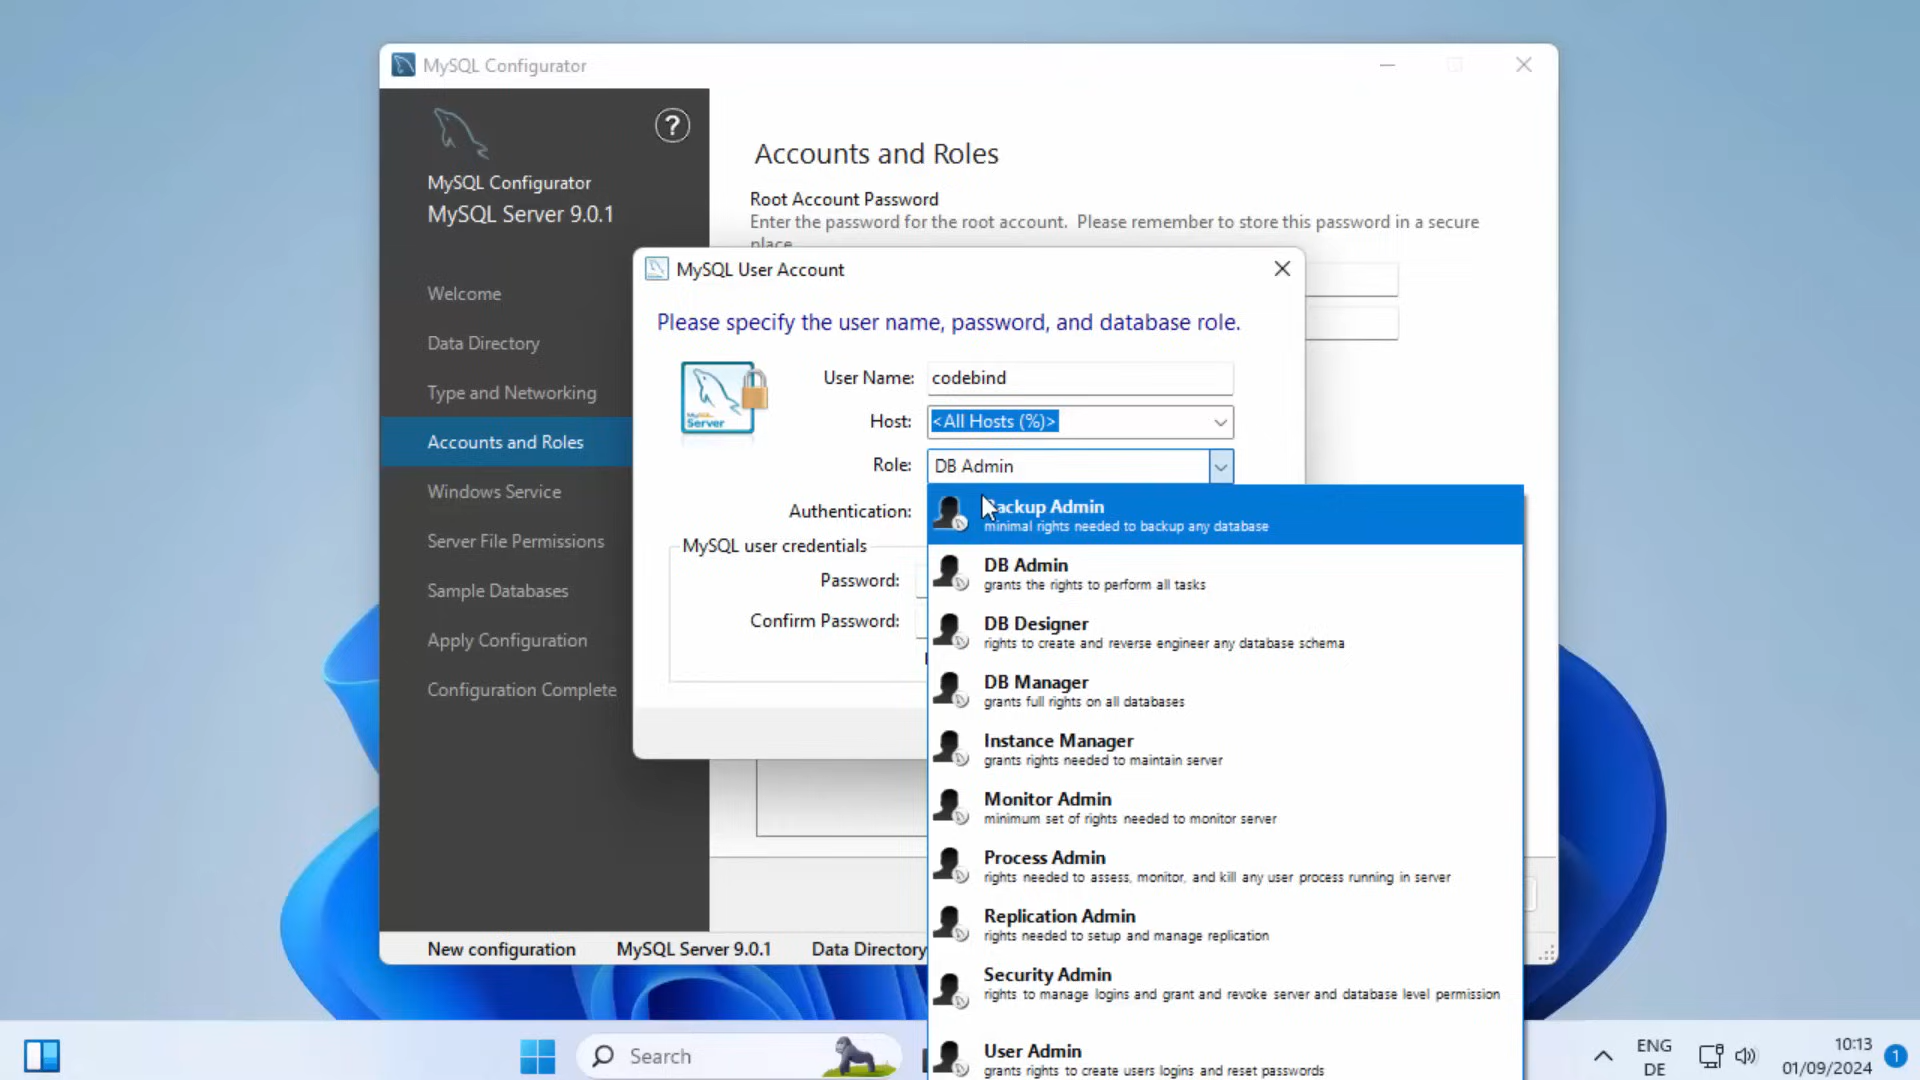 MySQL Configurator
?
MySQL Configurator
MySQL Server 9.0.1
Welcome
Data Directory
Type and Networking
Accounts and Roles
Windows Service
Server File Permissions
Sample Databases
Apply Configuration
Configuration Complete
Accounts and Roles
Root Account Password
Enter the password for the root account. Please remember to store this password in a secure
place.
MySQL User Account
Please specify the user name, password, and database role.
MySQL
Server
User Name: codebind
Host: <All Hosts (%)>
Role: DB Admin
Authentication:
MySQL user credentials
Password:
Confirm Password:
Backup Admin
minimal rights needed to backup any database
DB Admin
grants the rights to perform all tasks
DB Designer
rights to create and reverse engineer any database schema
DB Manager
grants full rights on all databases
Instance Manager
grants rights needed to maintain server
Monitor Admin
minimum set of rights needed to monitor server
Process Admin
rights needed to assess, monitor, and kill any user process running in server
Replication Admin
rights needed to setup and manage replication
Security Admin
rights to manage logins and grant and revoke server and database level permission
User Admin
grants rights to create users logins and reset passwords
New configuration MySQL Server 9.0.1 Data Directory
Search
ENG
DE
10:13
01/09/2024
1